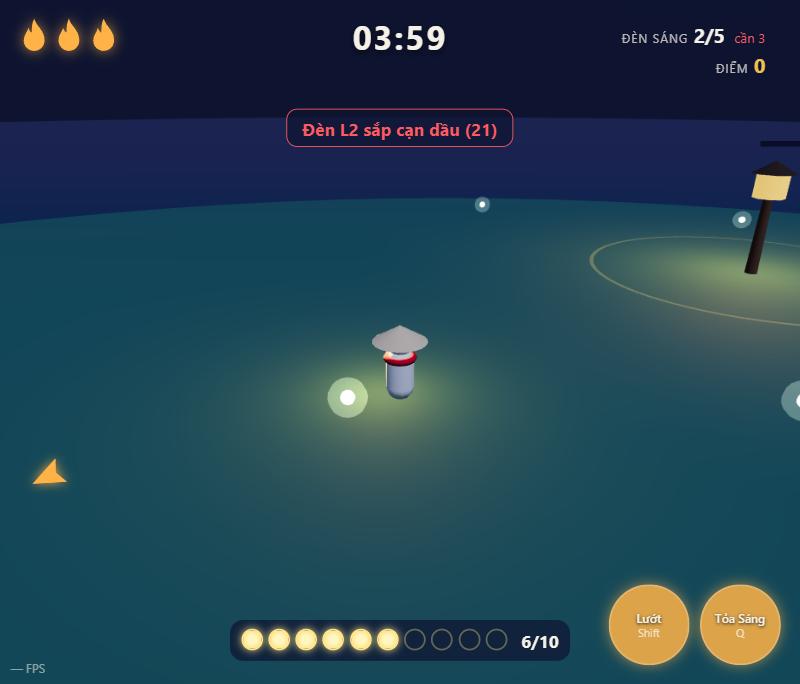 03:59
ĐÈN SÁNG 2/5 cần 3
ĐIỂM 0
Đèn L2 sắp cạn dầu (21)
Lướt
Shift
Tỏa Sáng
Q
6/10
— FPS